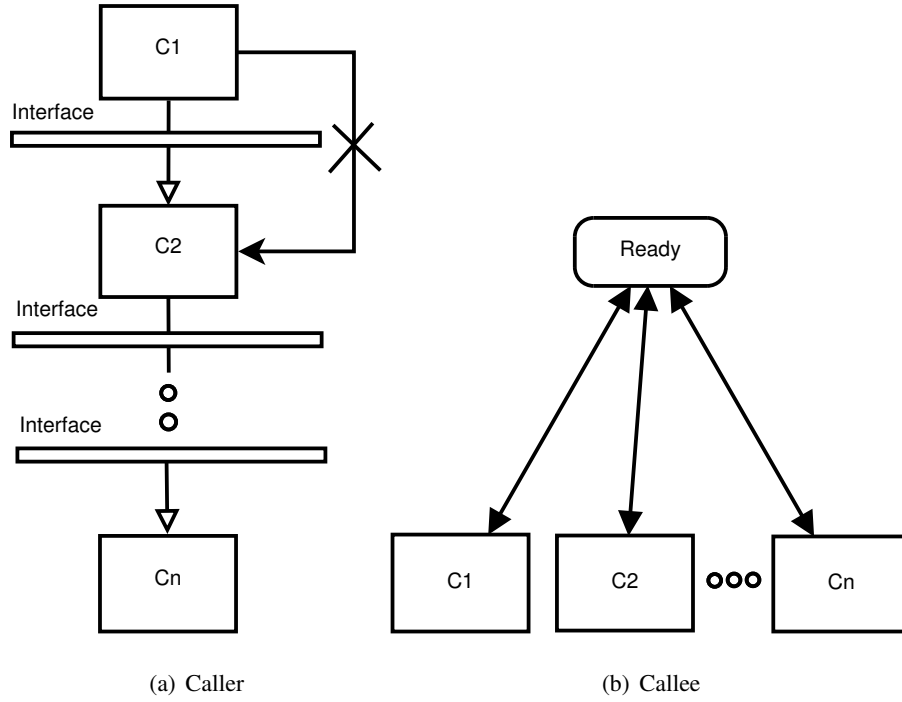 C1
Interface
C2
Interface
Interface
Cn
(a) Caller
Ready
C1
C2
Cn
(b) Callee